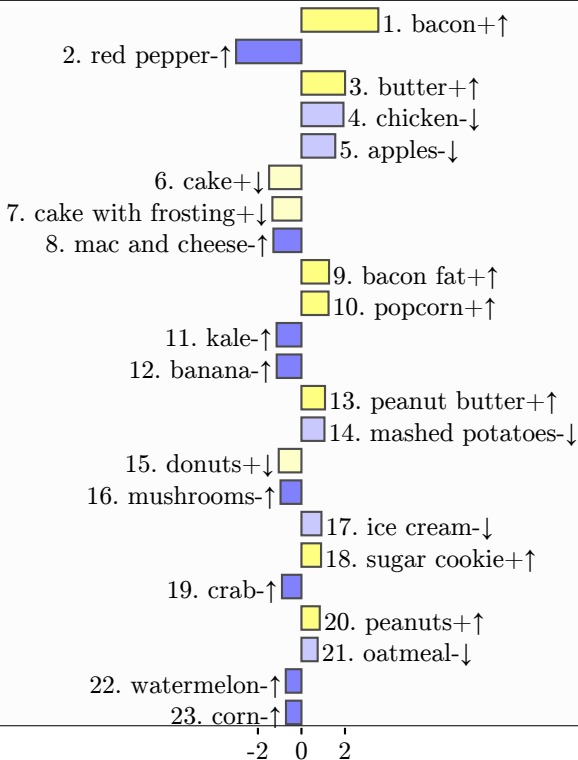 1. bacon+↑
2. red pepper-↑
3. butter+↑
4. chicken-↓
5. apples-↓
6. cake+↓
7. cake with frosting+↓
8. mac and cheese-↑
9. bacon fat+↑
10. popcorn+↑
11. kale-↑
12. banana-↑
13. peanut butter+↑
14. mashed potatoes-↓
15. donuts+↓
16. mushrooms-↑
17. ice cream-↓
18. sugar cookie+↑
19. crab-↑
20. peanuts+↑
21. oatmeal-↓
22. watermelon-↑
23. corn-↑
-2 0 2